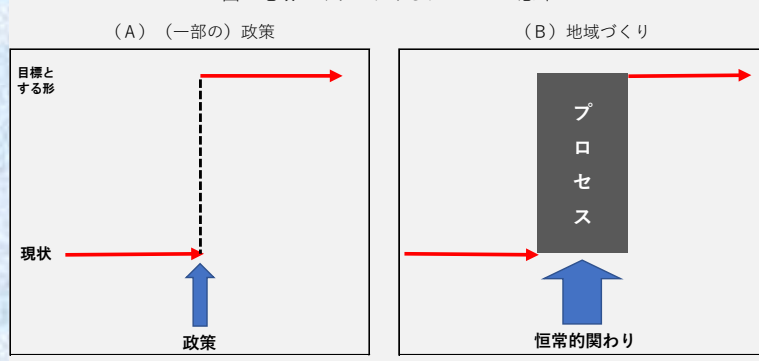 （A）（一部の）政策
（B）地域づくり
目標と
する形
現状
政策
プロセス
恒常的関わり